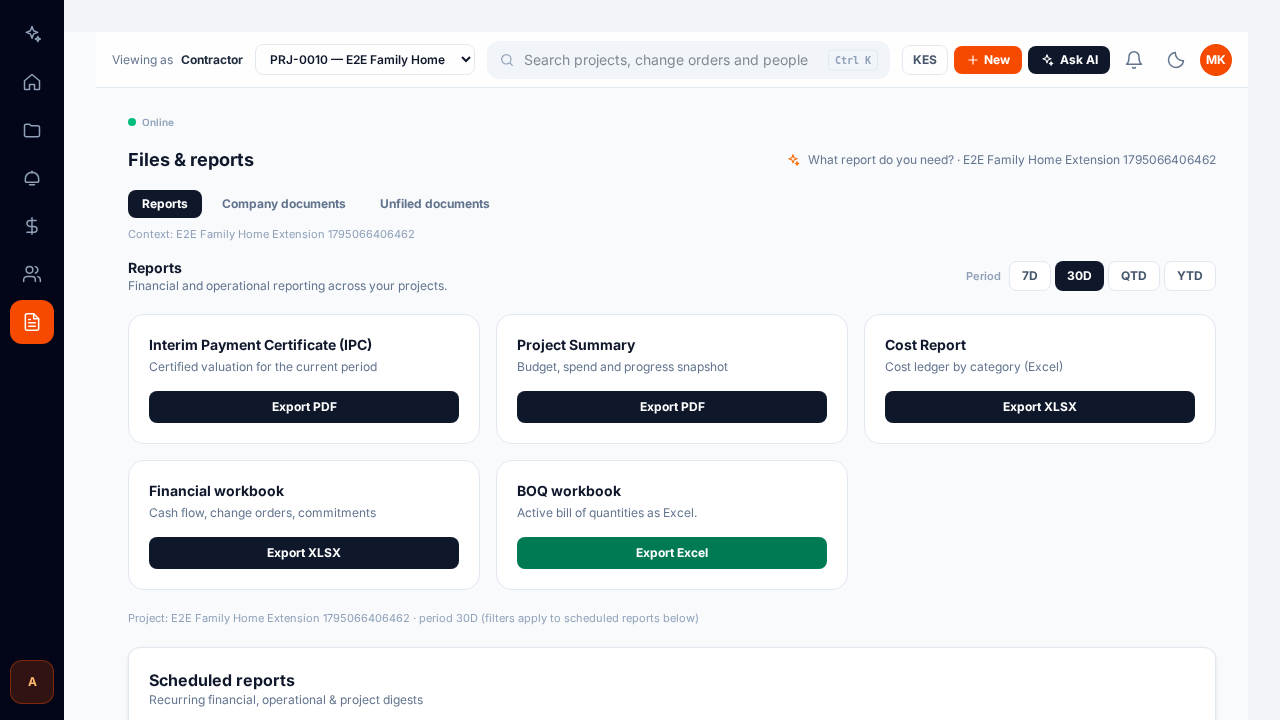 Viewing as Contractor PRJ-0010 — E2E Family Home Search projects, change orders and people Ctrl K KES New Ask AI MK
Online
Files & reports What report do you need? · E2E Family Home Extension 1795066406462
Reports Company documents Unfiled documents
Context: E2E Family Home Extension 1795066406462
Reports
Financial and operational reporting across your projects.
Period 7D 30D QTD YTD
Interim Payment Certificate (IPC)
Certified valuation for the current period
Export PDF
Project Summary
Budget, spend and progress snapshot
Export PDF
Cost Report
Cost ledger by category (Excel)
Export XLSX
Financial workbook
Cash flow, change orders, commitments
Export XLSX
BOQ workbook
Active bill of quantities as Excel.
Export Excel
Project: E2E Family Home Extension 1795066406462 · period 30D (filters apply to scheduled reports below)
Scheduled reports
Recurring financial, operational & project digests
A